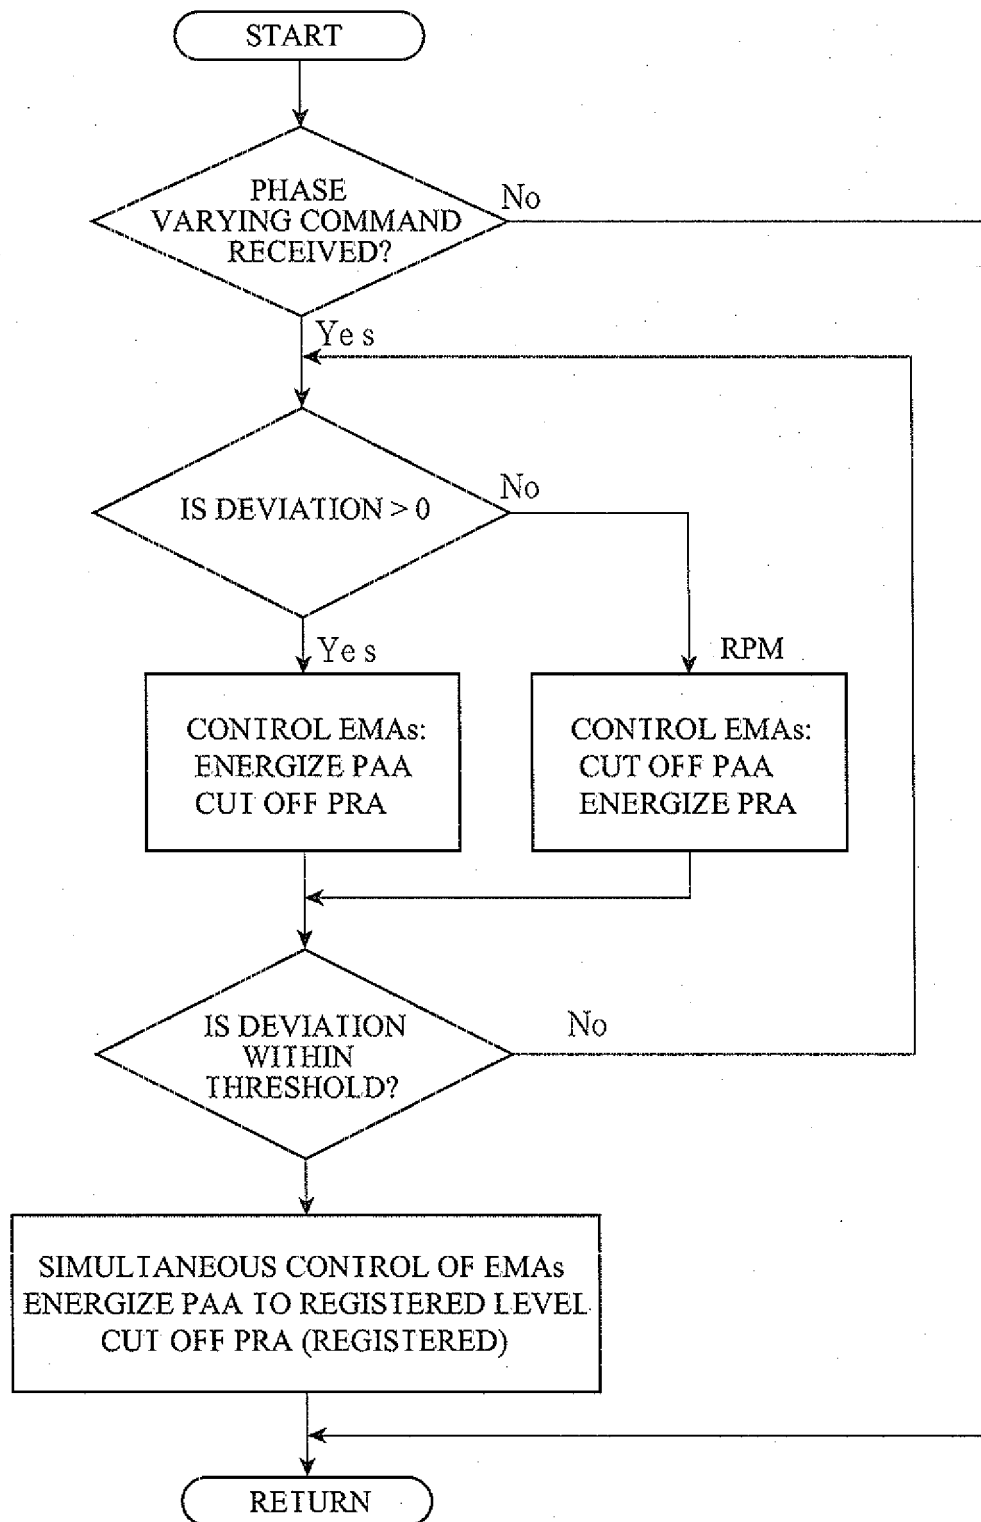 START
PHASE
VARYING COMMAND
RECEIVED?
No
Yes
IS DEVIATION > 0
No
Yes
RPM
CONTROL EMAs:
ENERGIZE PAA
CUT OFF PRA
CONTROL EMAs:
CUT OFF PAA
ENERGIZE PRA
IS DEVIATION
WITHIN
THRESHOLD?
No
SIMULTANEOUS CONTROL OF EMAs
ENERGIZE PAA TO REGISTERED LEVEL
CUT OFF PRA (REGISTERED)
RETURN